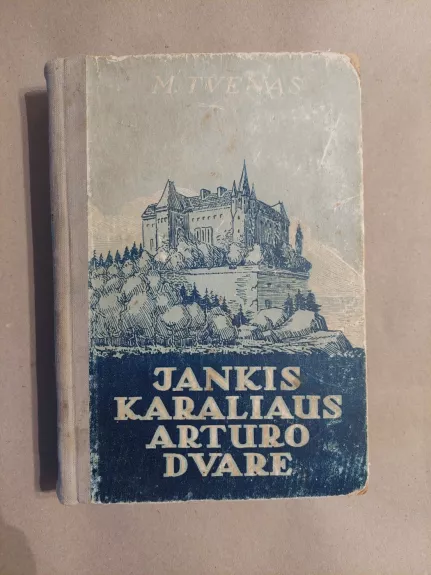 M. TVENAS
JANKIS
KARALIAUS
ARTURO
DVARE